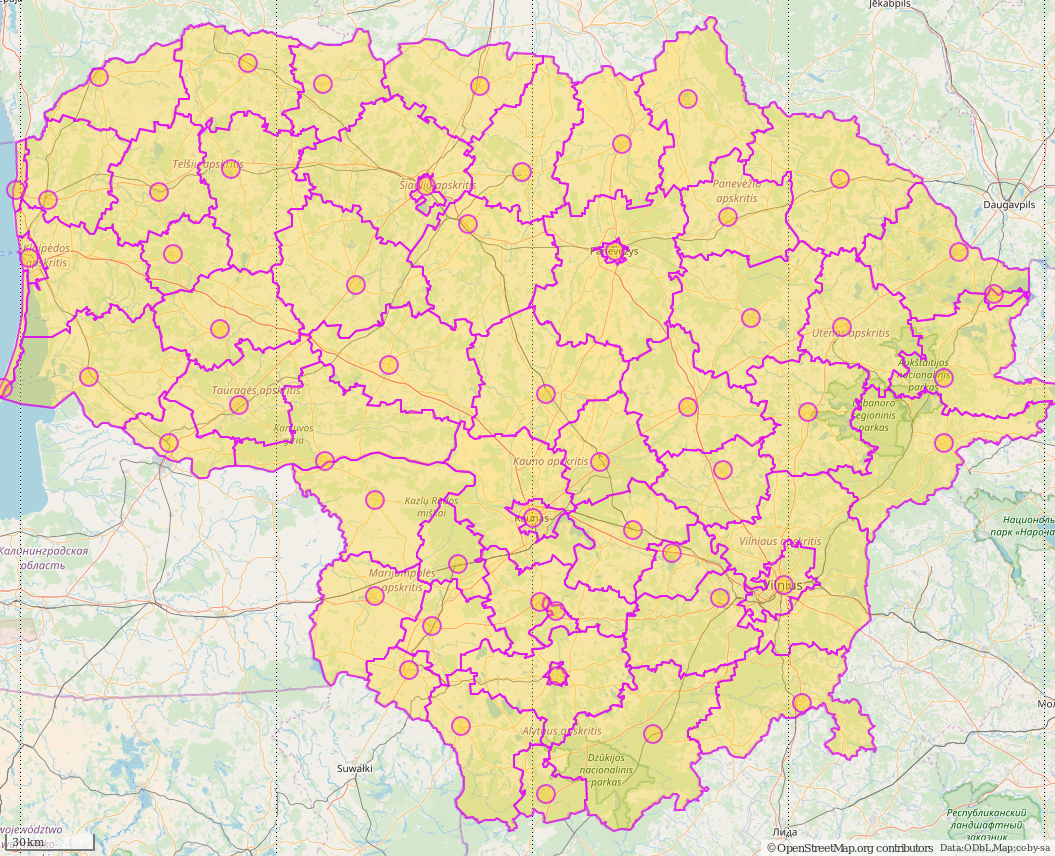 Jēkabpils
Telšių apskritis
Šiaulių apskritis
Panevėžio
apskritis
Daugavpils
Klaipėdos
apskritis
Panevėžys
Utenos apskritis
Aukštaitijos
nacionalinis
parkas
Tauragės apskritis
Labanoro
regioninis
parkas
Karšuvos
giria
Kauno apskritis
Kazlų Rūdos
miškai
Kaunas
Националь
парк «Нароча
Vilniaus apskritis
Калининградская
область
Marijampolės
apskritis
Vilnius
Мол
Alytaus apskritis
Suwałki
Dzūkijos
nacionalinis
parkas
Республиканский
ландшафтный
заказник
Лида
województwo
30 km
© OpenStreetMap.org contributors Data:ODbL,Map:cc-by-sa